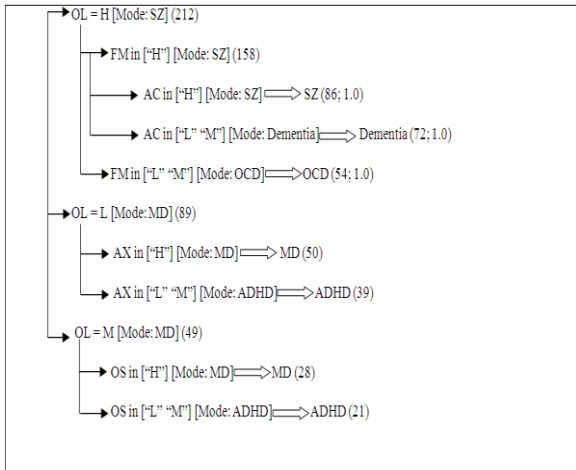 OL = H [Mode: SZ] (212)
FM in [“H”] [Mode: SZ] (158)
AC in [“H”] [Mode: SZ] ⟹ SZ (86; 1.0)
AC in [“L” “M”] [Mode: Dementia] ⟹ Dementia (72; 1.0)
FM in [“L” “M”] [Mode: OCD] ⟹ OCD (54; 1.0)
OL = L [Mode: MD] (89)
AX in [“H”] [Mode: MD] ⟹ MD (50)
AX in [“L” “M”] [Mode: ADHD] ⟹ ADHD (39)
OL = M [Mode: MD] (49)
OS in [“H”] [Mode: MD] ⟹ MD (28)
OS in [“L” “M”] [Mode: ADHD] ⟹ ADHD (21)